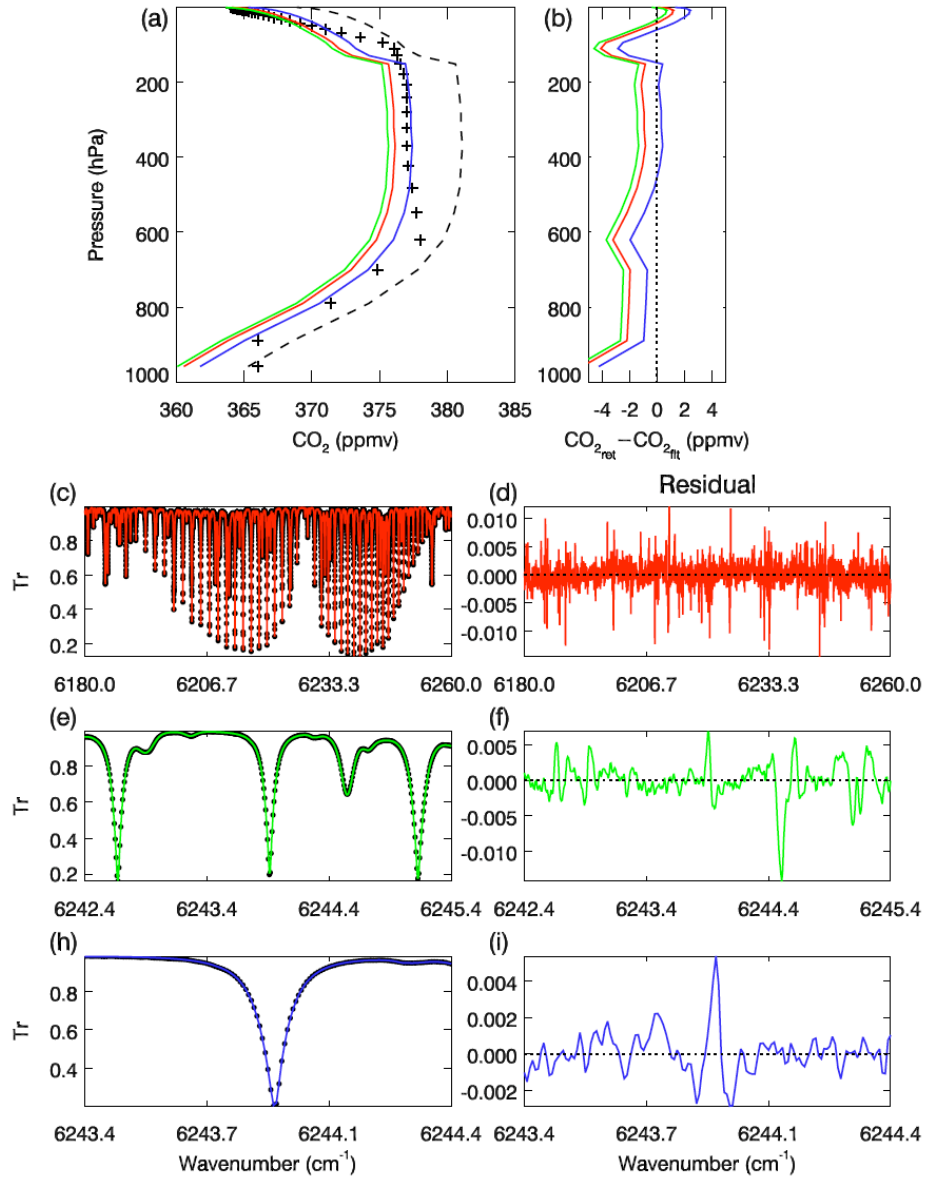 (a)
(b)
200
400
600
800
1000
Pressure (hPa)
360 365 370 375 380 385
CO₂ (ppmv)
200
400
600
800
1000
-4 -2 0 2 4
CO₂ret −CO₂flt (ppmv)
(c)
0.8
0.6
0.4
0.2
Tr
6180.0 6206.7 6233.3 6260.0
(d)
Residual
0.010
0.005
0.000
-0.005
-0.010
6180.0 6206.7 6233.3 6260.0
(e)
0.8
0.6
0.4
0.2
Tr
6242.4 6243.4 6244.4 6245.4
(f)
0.005
0.000
-0.005
-0.010
6242.4 6243.4 6244.4 6245.4
(h)
0.8
0.6
0.4
Tr
6243.4 6243.7 6244.1 6244.4
Wavenumber (cm⁻¹)
(i)
0.004
0.002
0.000
-0.002
6243.4 6243.7 6244.1 6244.4
Wavenumber (cm⁻¹)